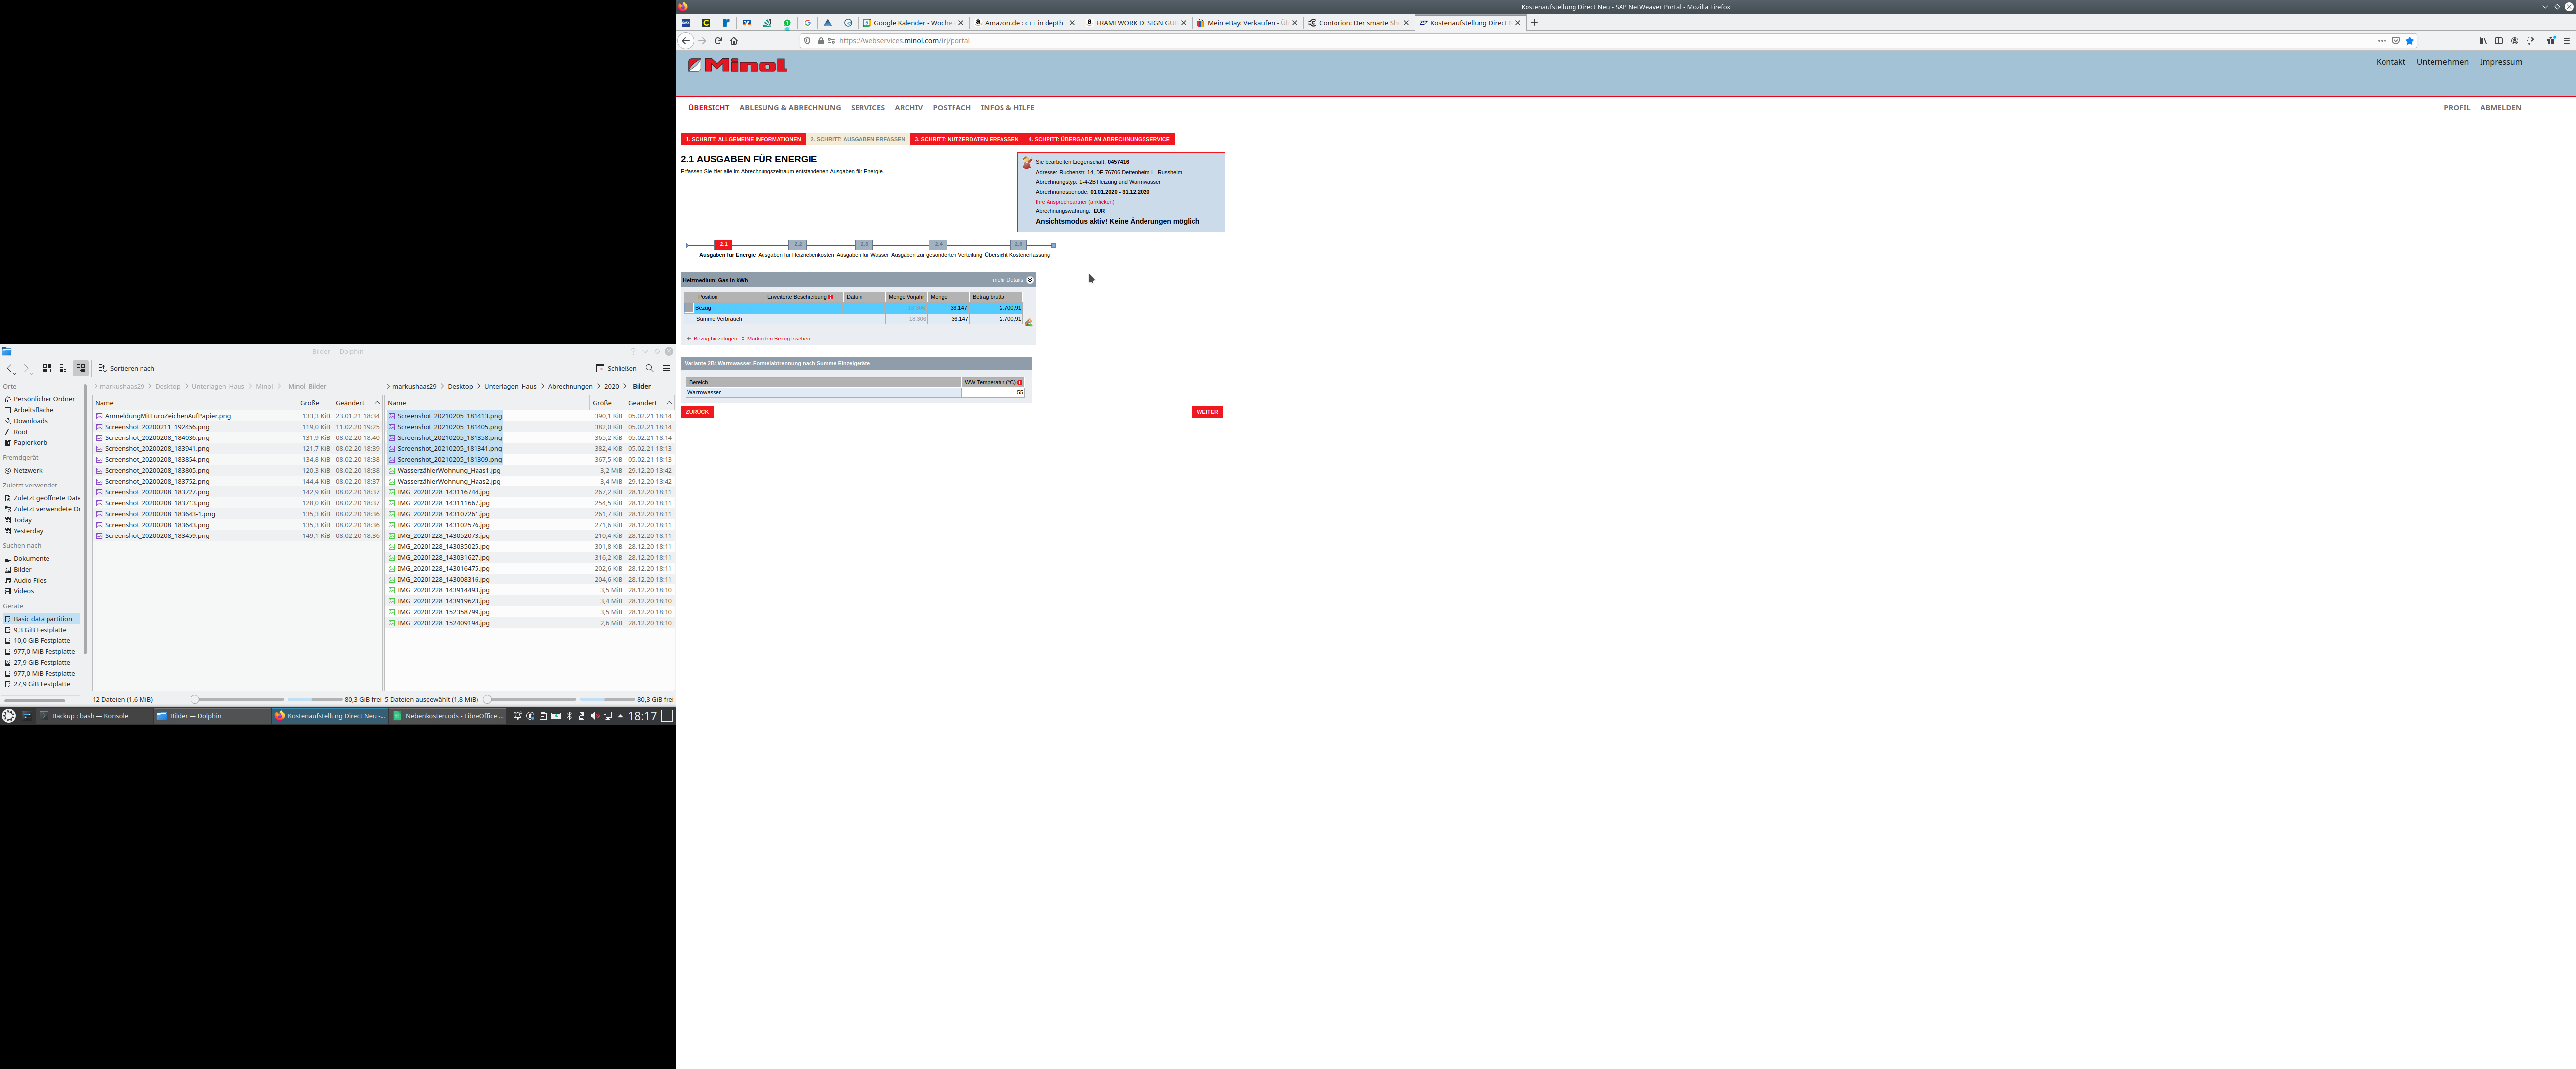 Kostenaufstellung Direct Neu - SAP NetWeaver Portal - Mozilla Firefox
Google Kalender - Woche
Amazon.de : c++ in depth
FRAMEWORK DESIGN GUI
Mein eBay: Verkaufen - Üb
Contorion: Der smarte Sh
Kostenaufstellung Direct
https://webservices.minol.com/irj/portal
Minol
Kontakt Unternehmen Impressum
ÜBERSICHT ABLESUNG & ABRECHNUNG SERVICES ARCHIV POSTFACH INFOS & HILFE
PROFIL ABMELDEN
1. SCHRITT: ALLGEMEINE INFORMATIONEN 2. SCHRITT: AUSGABEN ERFASSEN 3. SCHRITT: NUTZERDATEN ERFASSEN 4. SCHRITT: ÜBERGABE AN ABRECHNUNGSSERVICE
2.1 AUSGABEN FÜR ENERGIE
Erfassen Sie hier alle im Abrechnungszeitraum entstandenen Ausgaben für Energie.
Sie bearbeiten Liegenschaft: 0457416
Adresse: Ruchenstr. 14, DE 76706 Dettenheim-L.-Russheim
Abrechnungstyp: 1-4-2B Heizung und Warmwasser
Abrechnungsperiode: 01.01.2020 - 31.12.2020
Ihre Ansprechpartner (anklicken)
Abrechnungswährung: EUR
Ansichtsmodus aktiv! Keine Änderungen möglich
2.1 2.2 2.3 2.4
Ausgaben für Energie Ausgaben für Heiznebenkosten Ausgaben für Wasser Ausgaben zur gesonderten Verteilung Übersicht Kostenerfassung
Heizmedium: Gas in kWh mehr Details
Position Erweiterte Beschreibung Datum Menge Vorjahr Menge Betrag brutto
Bezug 36.147 2.700,91
Summe Verbrauch 36.147 2.700,91
Bezug hinzufügen Markierten Bezug löschen
Variante 2B: Warmwasser-Formelabtrennung nach Summe Einzelgeräte
Bereich WW-Temperatur (°C)
Warmwasser 55
ZURÜCK WEITER
Bilder — Dolphin
Sortieren nach Schließen
Orte
Persönlicher Ordner
Arbeitsfläche
Downloads
Root
Papierkorb
Fremdgerät
Netzwerk
Zuletzt verwendet
Zuletzt geöffnete Date
Zuletzt verwendete Or
Today
Yesterday
Suchen nach
Dokumente
Bilder
Audio Files
Videos
Geräte
Basic data partition
9,3 GiB Festplatte
10,0 GiB Festplatte
977,0 MiB Festplatte
27,9 GiB Festplatte
977,0 MiB Festplatte
27,9 GiB Festplatte
markushaas29 > Desktop > Unterlagen_Haus > Minol > Minol_Bilder
Name Größe Geändert
AnmeldungMitEuroZeichenAufPapier.png 133,3 KiB 23.01.21 18:34
Screenshot_20200211_192456.png 119,0 KiB 11.02.20 19:25
Screenshot_20200208_184036.png 131,9 KiB 08.02.20 18:40
Screenshot_20200208_183941.png 121,7 KiB 08.02.20 18:39
Screenshot_20200208_183854.png 134,8 KiB 08.02.20 18:38
Screenshot_20200208_183805.png 120,3 KiB 08.02.20 18:38
Screenshot_20200208_183752.png 144,4 KiB 08.02.20 18:37
Screenshot_20200208_183727.png 142,9 KiB 08.02.20 18:37
Screenshot_20200208_183713.png 128,0 KiB 08.02.20 18:37
Screenshot_20200208_183643-1.png 135,3 KiB 08.02.20 18:36
Screenshot_20200208_183643.png 135,3 KiB 08.02.20 18:36
Screenshot_20200208_183459.png 149,1 KiB 08.02.20 18:36
12 Dateien (1,6 MiB) 80,3 GiB frei
> markushaas29 > Desktop > Unterlagen_Haus > Abrechnungen > 2020 > Bilder
Name Größe Geändert
Screenshot_20210205_181413.png 390,1 KiB 05.02.21 18:14
Screenshot_20210205_181405.png 382,0 KiB 05.02.21 18:14
Screenshot_20210205_181358.png 365,2 KiB 05.02.21 18:14
Screenshot_20210205_181341.png 382,4 KiB 05.02.21 18:13
Screenshot_20210205_181309.png 367,5 KiB 05.02.21 18:13
WasserzählerWohnung_Haas1.jpg 3,2 MiB 29.12.20 13:42
WasserzählerWohnung_Haas2.jpg 3,4 MiB 29.12.20 13:42
IMG_20201228_143116744.jpg 267,2 KiB 28.12.20 18:11
IMG_20201228_143111667.jpg 254,5 KiB 28.12.20 18:11
IMG_20201228_143107261.jpg 261,7 KiB 28.12.20 18:11
IMG_20201228_143102576.jpg 271,6 KiB 28.12.20 18:11
IMG_20201228_143052073.jpg 210,4 KiB 28.12.20 18:11
IMG_20201228_143035025.jpg 301,8 KiB 28.12.20 18:11
IMG_20201228_143031627.jpg 316,2 KiB 28.12.20 18:11
IMG_20201228_143016475.jpg 202,6 KiB 28.12.20 18:11
IMG_20201228_143008316.jpg 204,6 KiB 28.12.20 18:11
IMG_20201228_143914493.jpg 3,5 MiB 28.12.20 18:10
IMG_20201228_143919623.jpg 3,4 MiB 28.12.20 18:10
IMG_20201228_152358799.jpg 3,5 MiB 28.12.20 18:10
IMG_20201228_152409194.jpg 2,6 MiB 28.12.20 18:10
5 Dateien ausgewählt (1,8 MiB) 80,3 GiB frei
Backup : bash — Konsole
Bilder — Dolphin
Kostenaufstellung Direct Neu -...
Nebenkosten.ods - LibreOffice ...
18:17